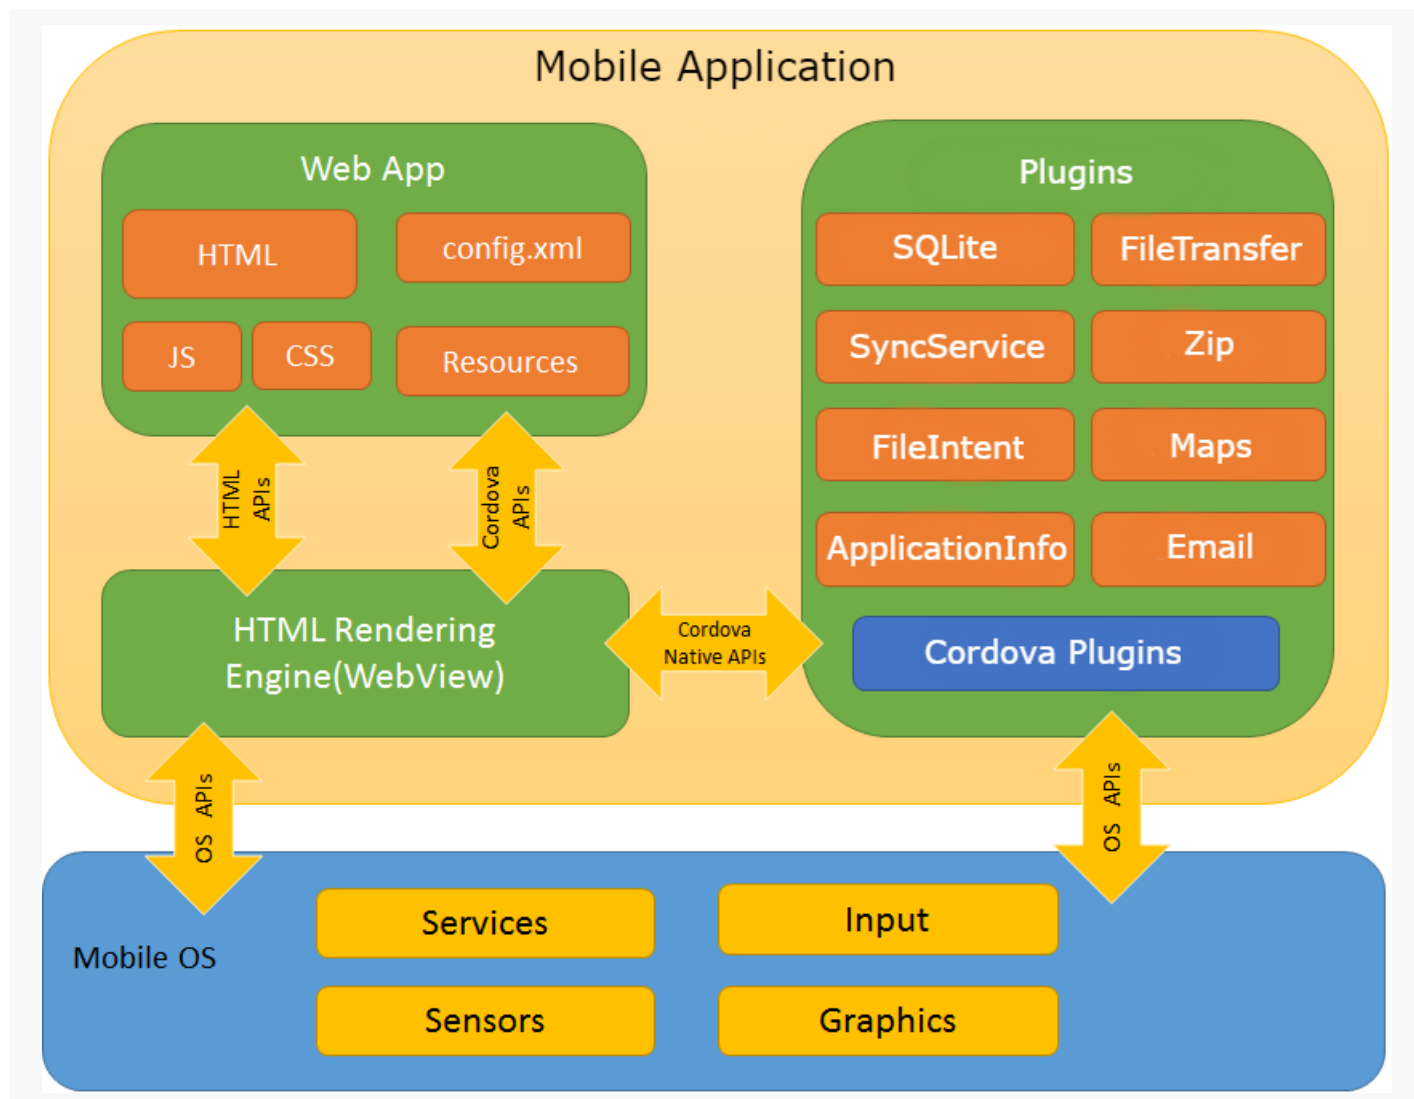 Mobile Application
Web App
HTML
config.xml
JS
CSS
Resources
HTML
APIs
Cordova
APIs
HTML Rendering
Engine(WebView)
Cordova
Native APIs
Plugins
SQLite
FileTransfer
SyncService
Zip
FileIntent
Maps
ApplicationInfo
Email
Cordova Plugins
OS APIs
OS APIs
Mobile OS
Services
Input
Sensors
Graphics